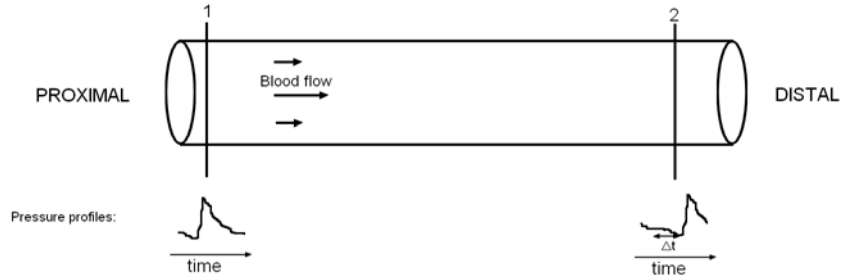 1
2
Blood flow
PROXIMAL
DISTAL
Pressure profiles:
Δt
time
time